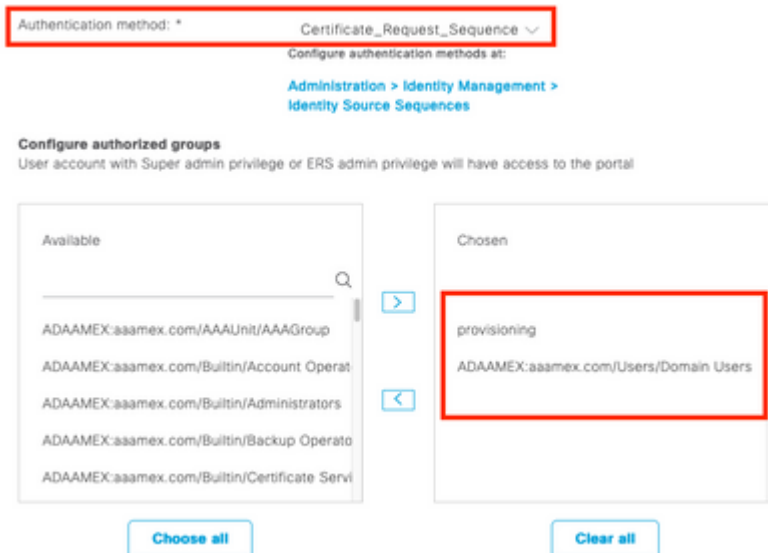 Authentication method: *
Certificate_Request_Sequence
Configure authentication methods at:
Administration > Identity Management >
Identity Source Sequences
Configure authorized groups
User account with Super admin privilege or ERS admin privilege will have access to the portal
Available
ADAAMEX:aaamex.com/AAAUnit/AAAGroup
ADAAMEX:aaamex.com/Builtin/Account Operat
ADAAMEX:aaamex.com/Builtin/Administrators
ADAAMEX:aaamex.com/Builtin/Backup Operato
ADAAMEX:aaamex.com/Builtin/Certificate Servi
Choose all
Chosen
provisioning
ADAAMEX:aaamex.com/Users/Domain Users
Clear all